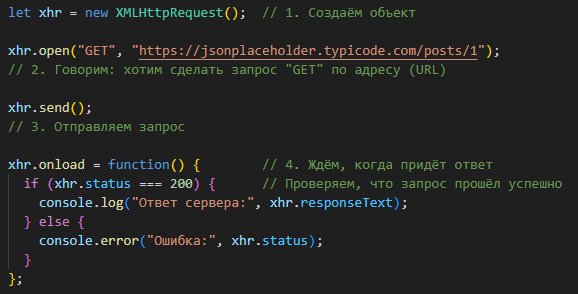 let xhr = new XMLHttpRequest();  // 1. Создаём объект
xhr.open("GET", "https://jsonplaceholder.typicode.com/posts/1");
// 2. Говорим: хотим сделать запрос "GET" по адресу (URL)
xhr.send();
// 3. Отправляем запрос
xhr.onload = function() {        // 4. Ждём, когда придёт ответ
  if (xhr.status === 200) {      // Проверяем, что запрос прошёл успешно
    console.log("Ответ сервера:", xhr.responseText);
  } else {
    console.error("Ошибка:", xhr.status);
  }
};